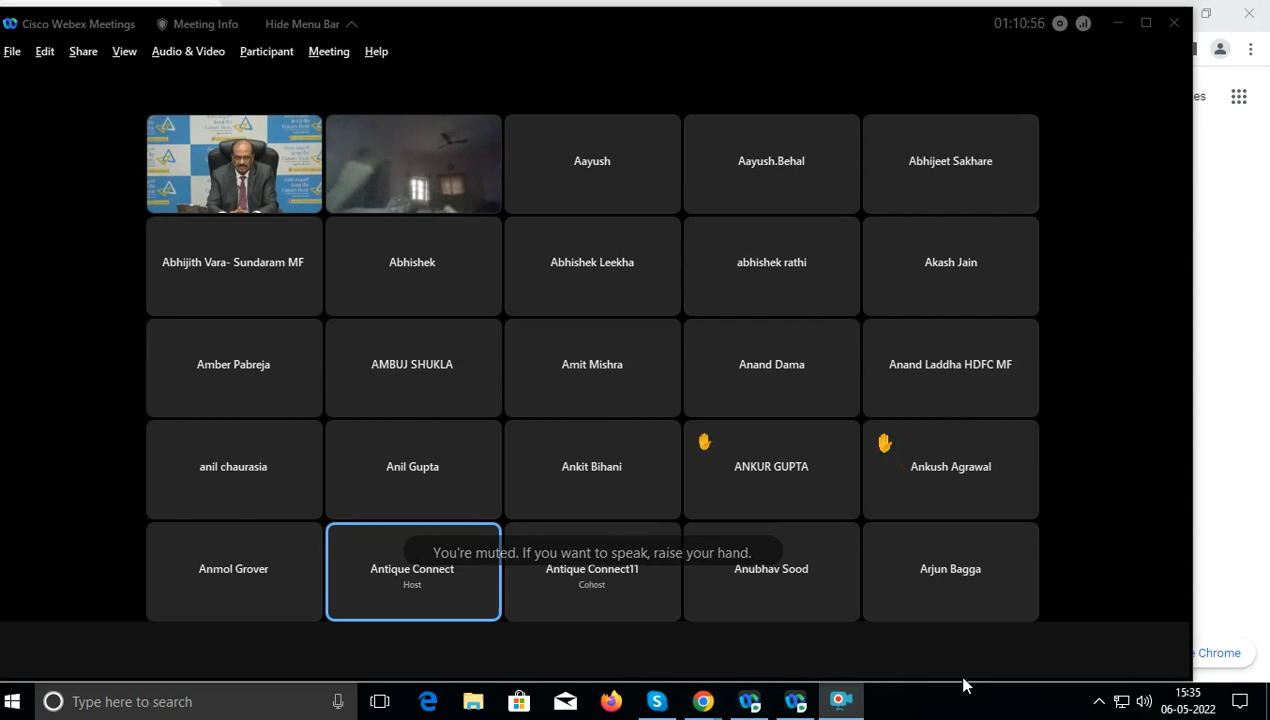 Cisco Webex Meetings
Meeting Info
Hide Menu Bar
01:10:56
File Edit Share View Audio & Video Participant Meeting Help
es
Aayush
Aayush.Behal
Abhijeet Sakhare
Abhijith Vara- Sundaram MF
Abhishek
Abhishek Leekha
abhishek rathi
Akash Jain
Amber Pabreja
AMBUJ SHUKLA
Amit Mishra
Anand Dama
Anand Laddha HDFC MF
anil chaurasia
Anil Gupta
Ankit Bihani
ANKUR GUPTA
Ankush Agrawal
You're muted. If you want to speak, raise your hand.
Anmol Grover
Antique Connect
Host
Antique Connect11
Cohost
Anubhav Sood
Arjun Bagga
e Chrome
Type here to search
15:35
06-05-2022